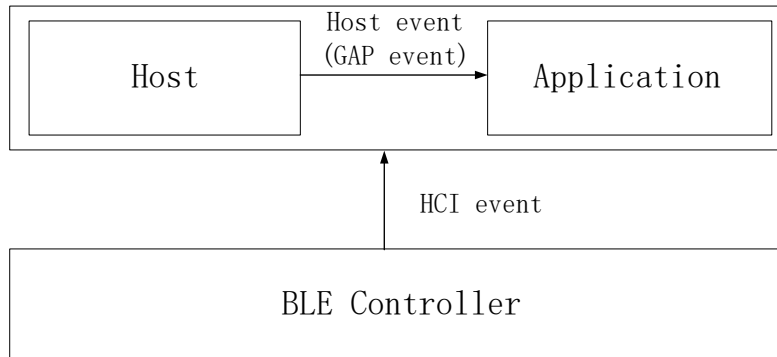 Host event
(GAP event)
Host
Application
HCI event
BLE Controller